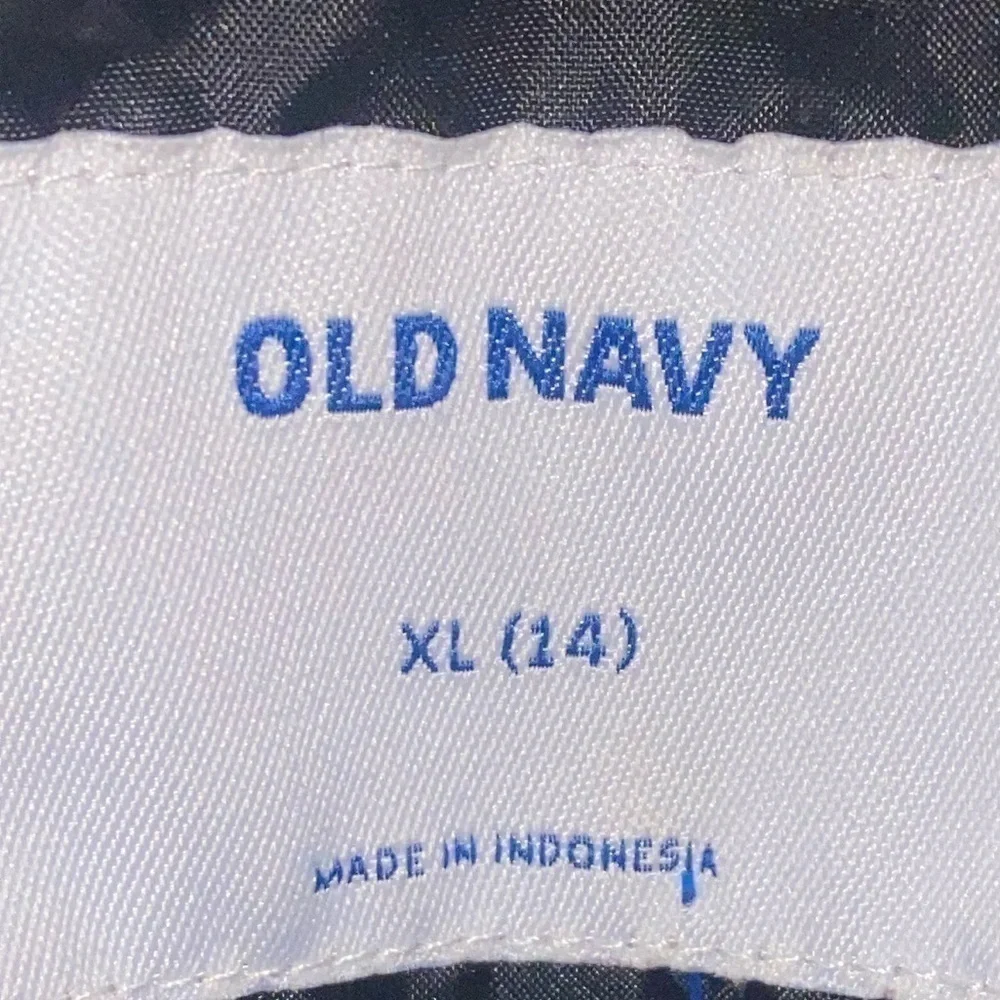 OLD NAVY
XL (14)
MADE IN INDONESIA